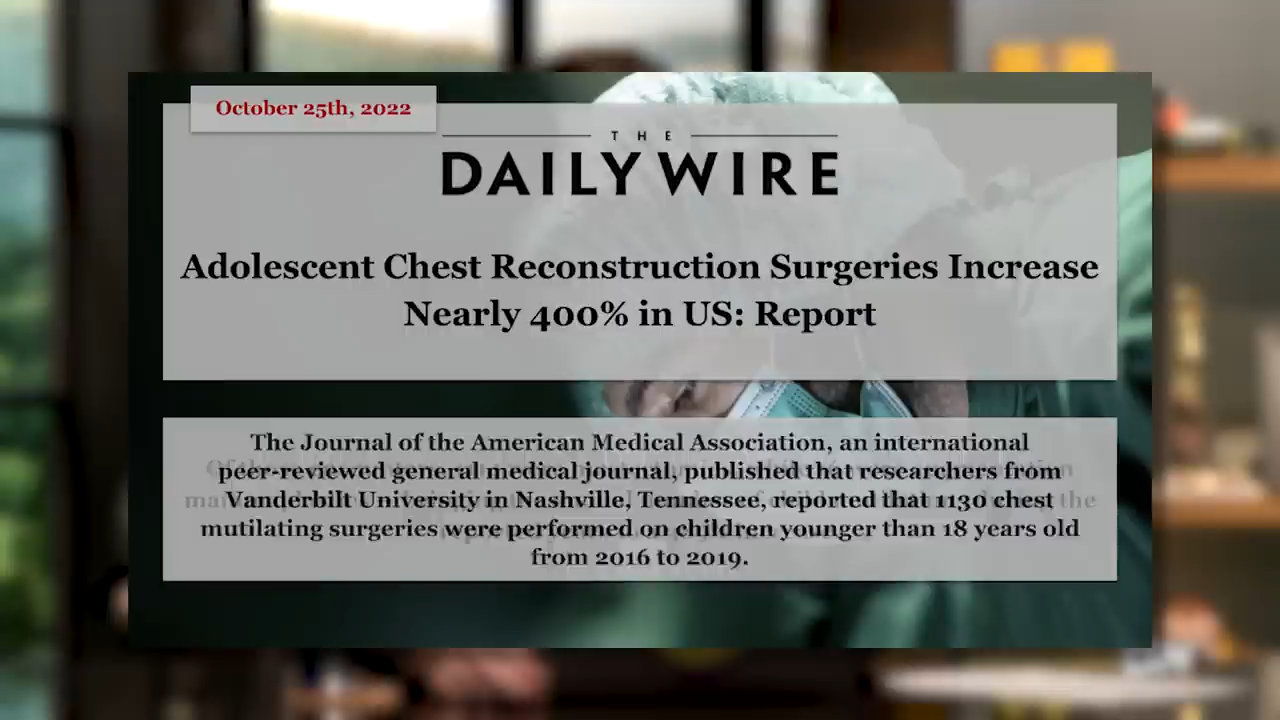 October 25th, 2022
THE
DAILY WIRE
Adolescent Chest Reconstruction Surgeries Increase
Nearly 400% in US: Report
The Journal of the American Medical Association, an international
peer-reviewed general medical journal, published that researchers from
Vanderbilt University in Nashville, Tennessee, reported that 1130 chest
mutilating surgeries were performed on children younger than 18 years old
from 2016 to 2019.